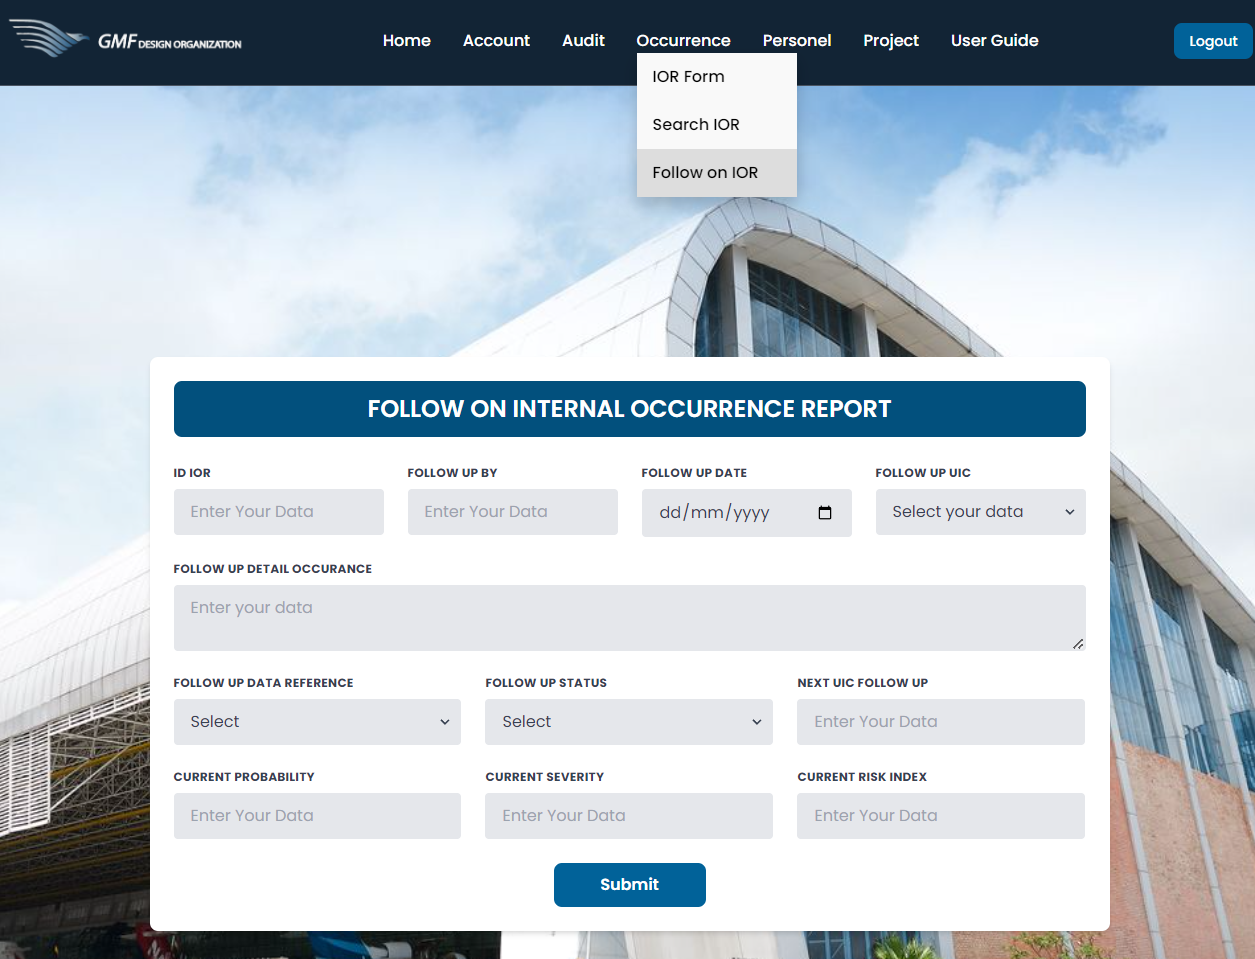 GMF DESIGN ORGANIZATION
Home Account Audit Occurrence Personel Project User Guide Logout
IOR Form
Search IOR
Follow on IOR
FOLLOW ON INTERNAL OCCURRENCE REPORT
ID IOR FOLLOW UP BY FOLLOW UP DATE FOLLOW UP UIC
Enter Your Data Enter Your Data dd/mm/yyyy Select your data
FOLLOW UP DETAIL OCCURANCE
Enter your data
FOLLOW UP DATA REFERENCE FOLLOW UP STATUS NEXT UIC FOLLOW UP
Select Select Enter Your Data
CURRENT PROBABILITY CURRENT SEVERITY CURRENT RISK INDEX
Enter Your Data Enter Your Data Enter Your Data
Submit